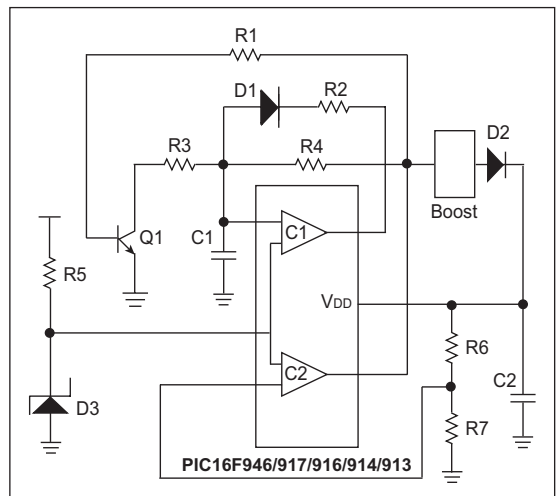 R1
D1
R2
R3
R4
D2
Boost
Q1
C1
C1
R5
VDD
R6
C2
C2
D3
R7
PIC16F946/917/916/914/913